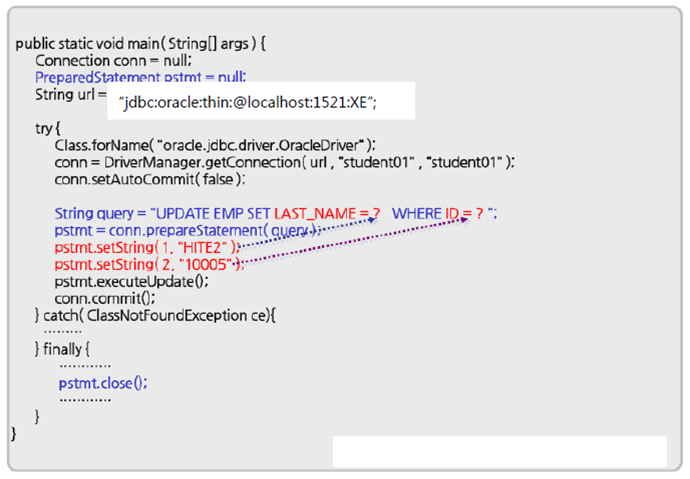 public static void main( String[] args ) {
Connection conn = null;
PreparedStatement pstmt = null;
String url = "jdbc:oracle:thin:@localhost:1521:XE";
try {
Class.forName( "oracle.jdbc.driver.OracleDriver" );
conn = DriverManager.getConnection( url , "student01" , "student01" );
conn.setAutoCommit( false );
String query = "UPDATE EMP SET LAST_NAME = ? WHERE ID = ? ";
pstmt = conn.prepareStatement( query );
pstmt.setString( 1, "HITE2" );
pstmt.setString( 2, "10005" );
pstmt.executeUpdate();
conn.commit();
} catch( ClassNotFoundException ce){
.........
} finally {
............
pstmt.close();
............
}
}